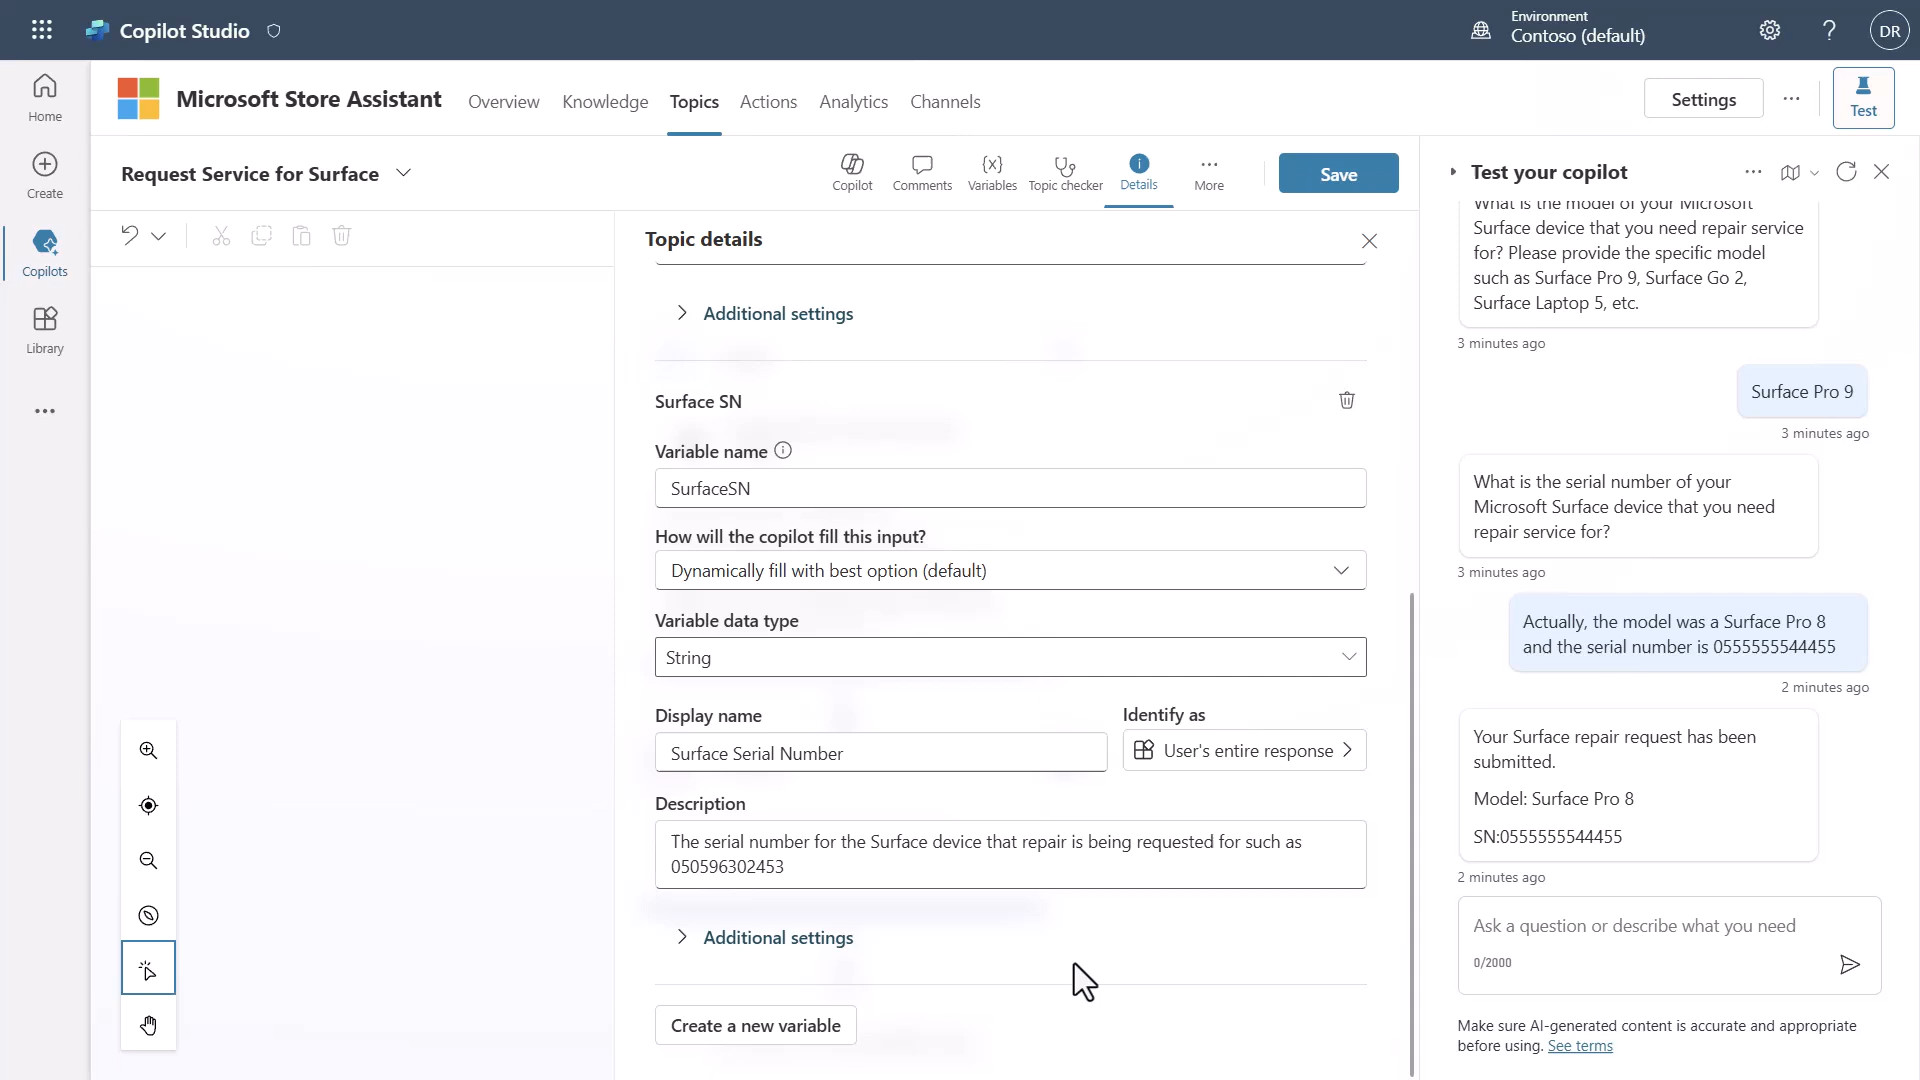 Copilot Studio
Environment
Contoso (default)
DR
Home
Create
Copilots
Library
Microsoft Store Assistant
Overview
Knowledge
Topics
Actions
Analytics
Channels
Settings
Test
Request Service for Surface
Copilot
Comments
Variables
Topic checker
Details
More
Save
Topic details
Additional settings
Surface SN
Variable name
SurfaceSN
How will the copilot fill this input?
Dynamically fill with best option (default)
Variable data type
String
Display name
Identify as
Surface Serial Number
User's entire response
Description
The serial number for the Surface device that repair is being requested for such as
050596302453
Additional settings
Create a new variable
Test your copilot
What is the model of your Microsoft
Surface device that you need repair service
for? Please provide the specific model
such as Surface Pro 9, Surface Go 2,
Surface Laptop 5, etc.
3 minutes ago
Surface Pro 9
3 minutes ago
What is the serial number of your
Microsoft Surface device that you need
repair service for?
3 minutes ago
Actually, the model was a Surface Pro 8
and the serial number is 0555555544455
2 minutes ago
Your Surface repair request has been
submitted.
Model: Surface Pro 8
SN:0555555544455
2 minutes ago
Ask a question or describe what you need
0/2000
Make sure AI-generated content is accurate and appropriate
before using. See terms